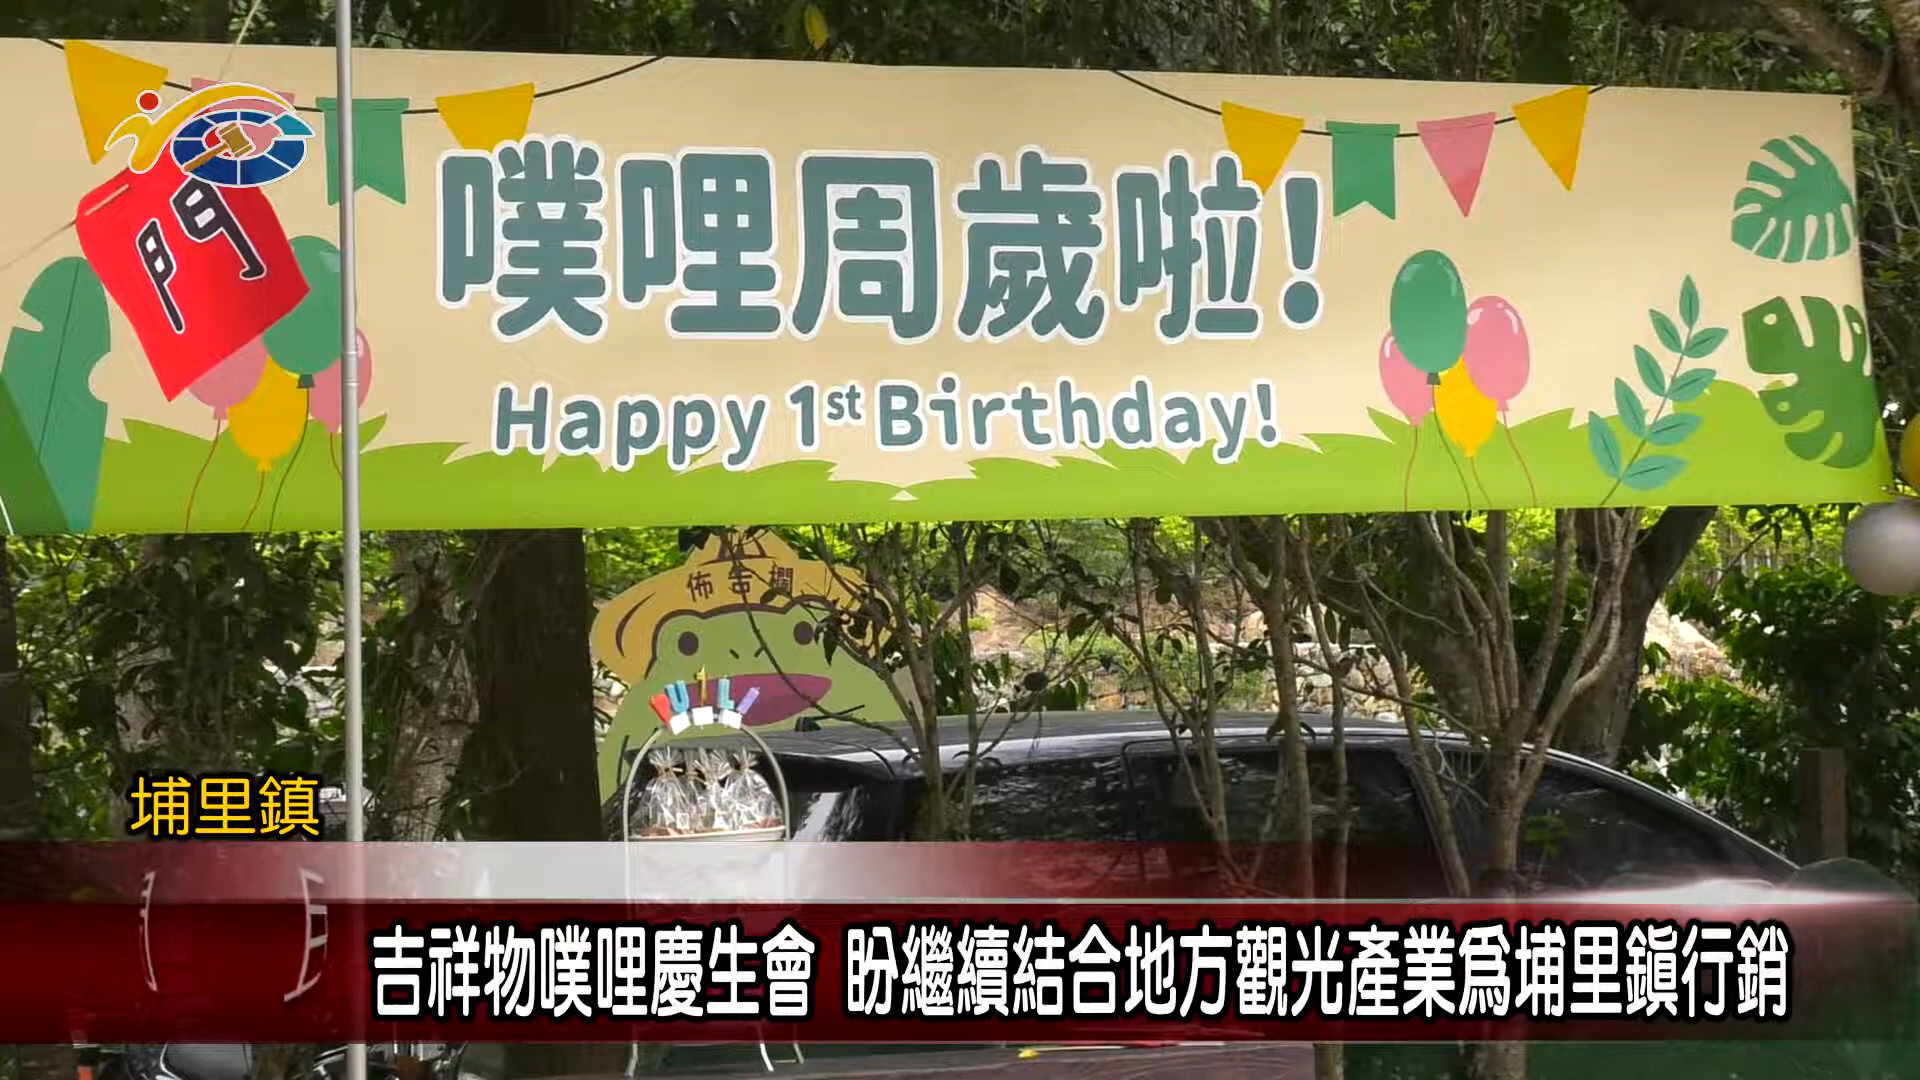 門
噗哩周歲啦!
Happy 1st Birthday!
佈告欄
埔里鎮
吉祥物噗哩慶生會 盼繼續結合地方觀光產業為埔里鎮行銷